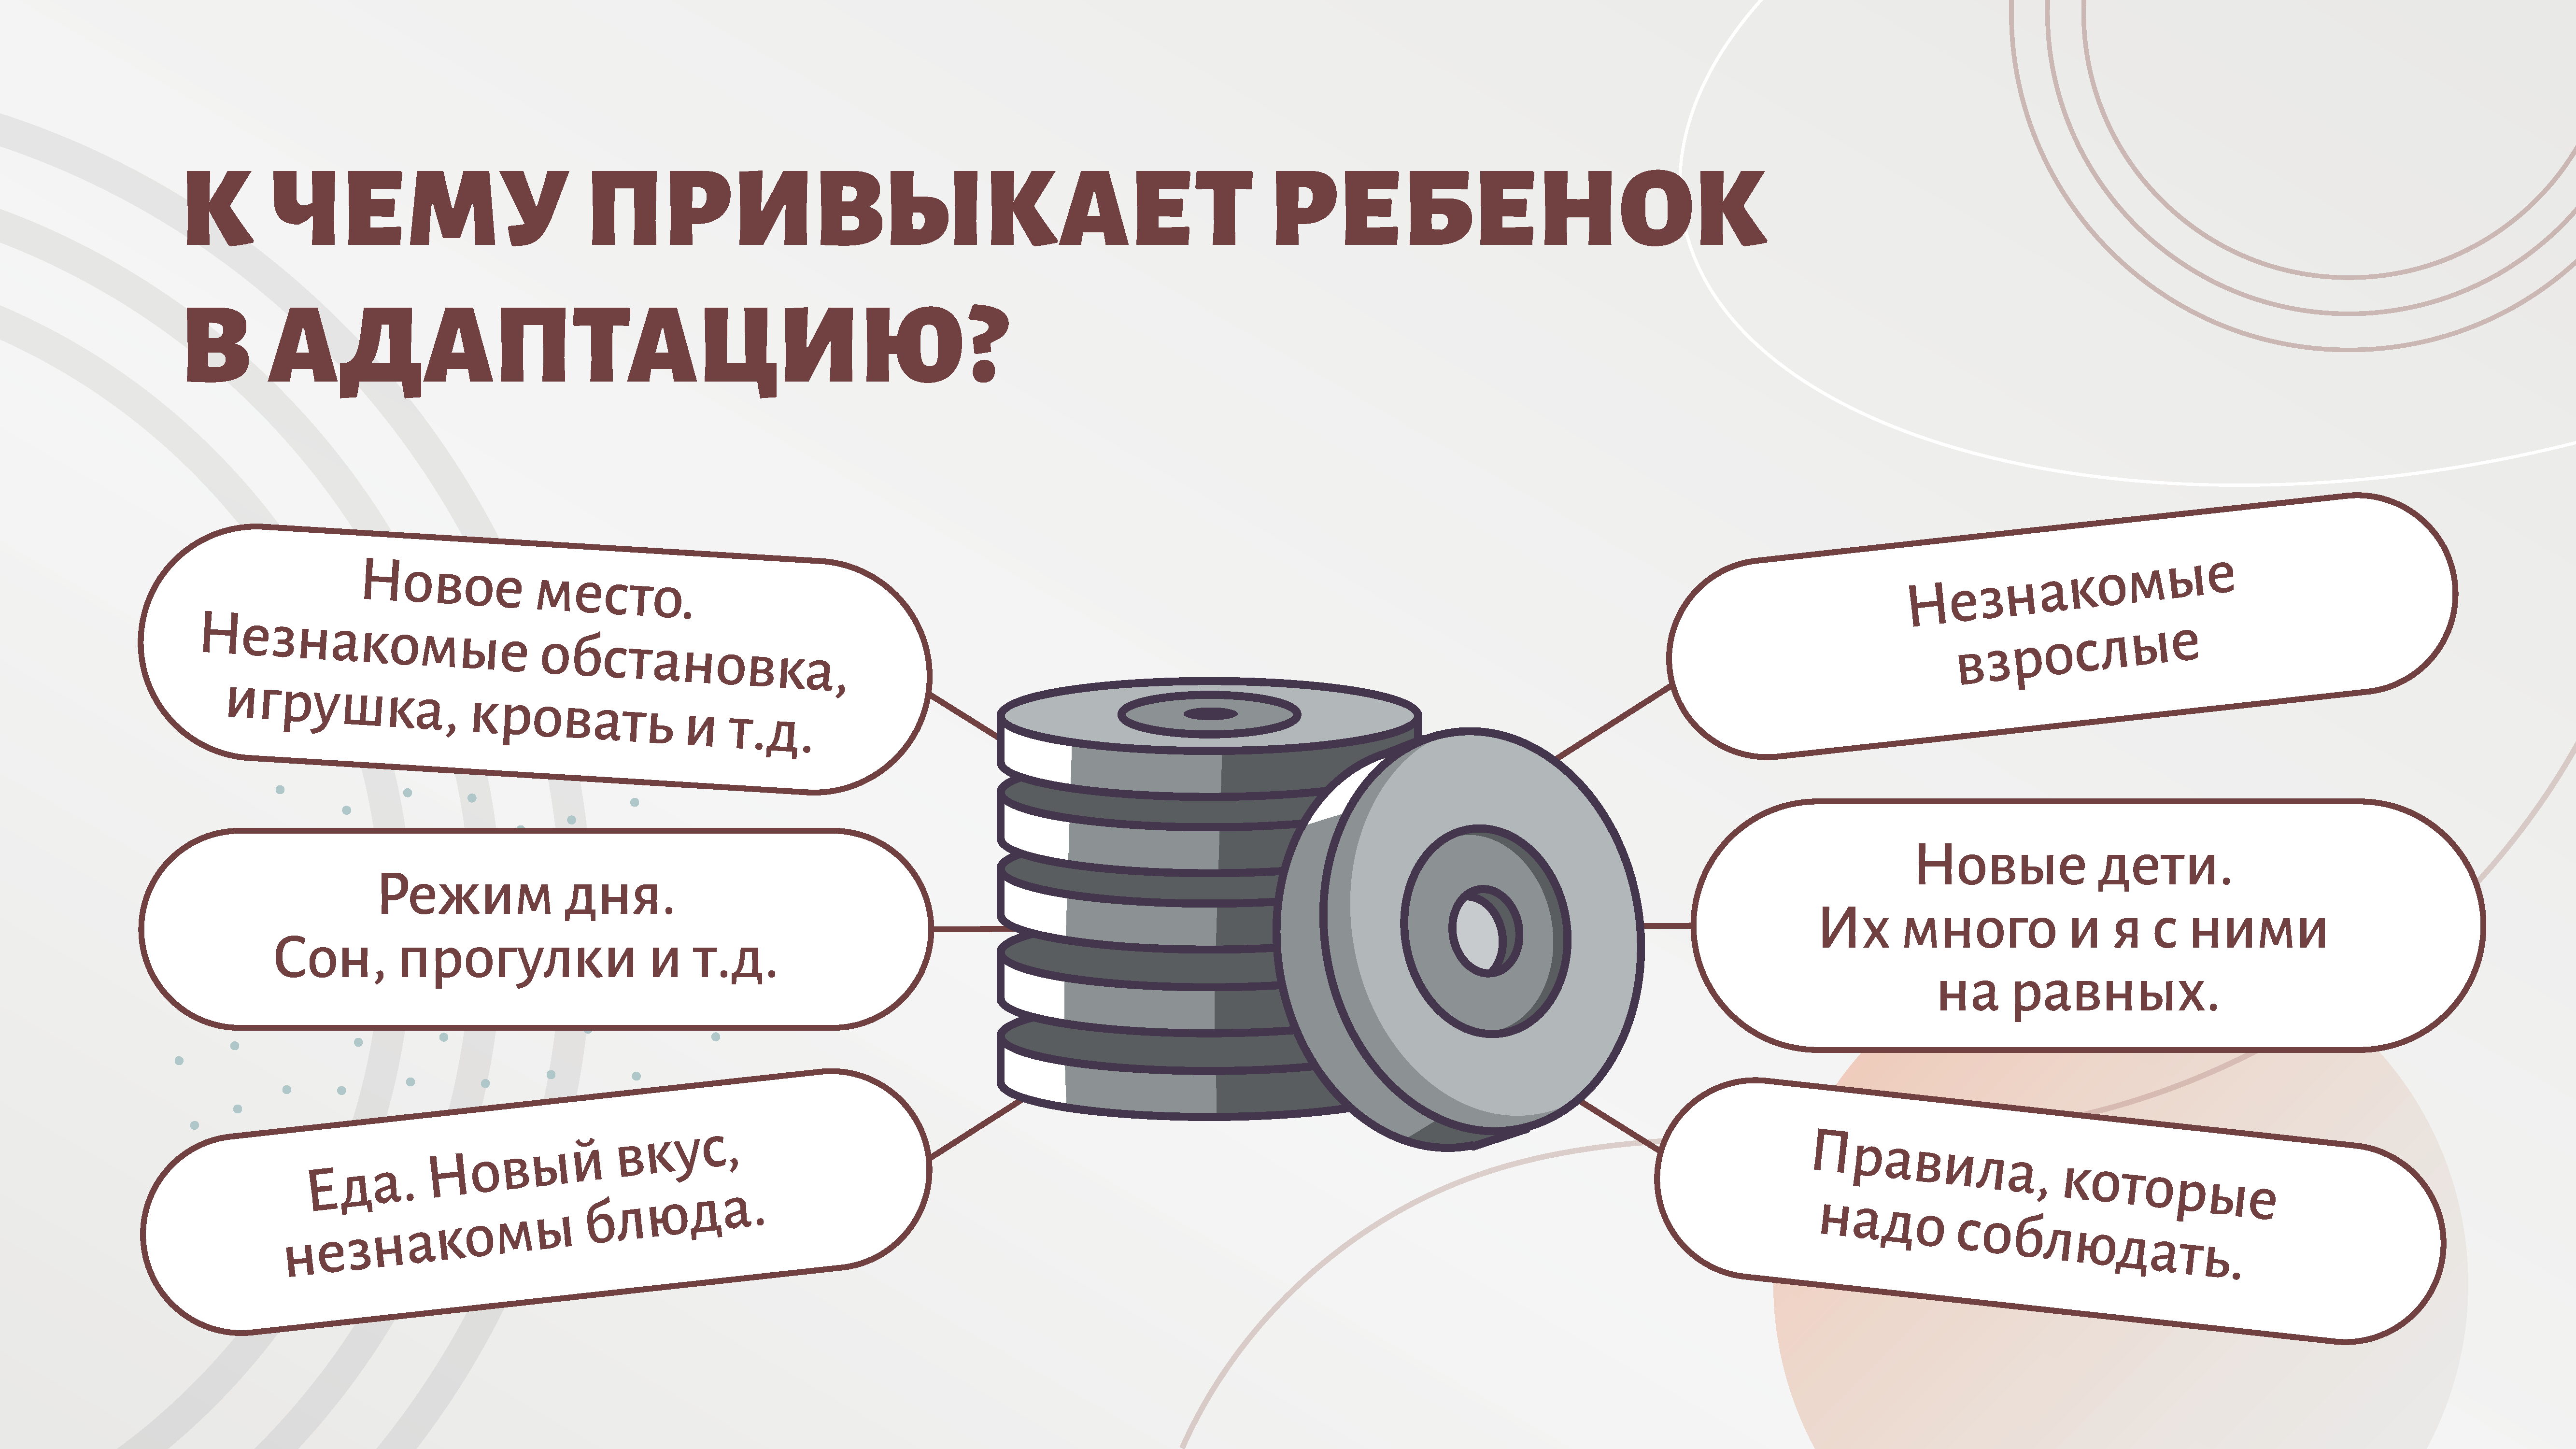 К ЧЕМУ ПРИВЫКАЕТ РЕБЕНОК
В АДАПТАЦИЮ?
Новое место.
Незнакомые обстановка,
игрушка, кровать и т.д.
Режим дня.
Сон, прогулки и т.д.
Еда. Новый вкус,
незнакомы блюда.
Незнакомые
взрослые
Новые дети.
Их много и я с ними
на равных.
Правила, которые
надо соблюдать.